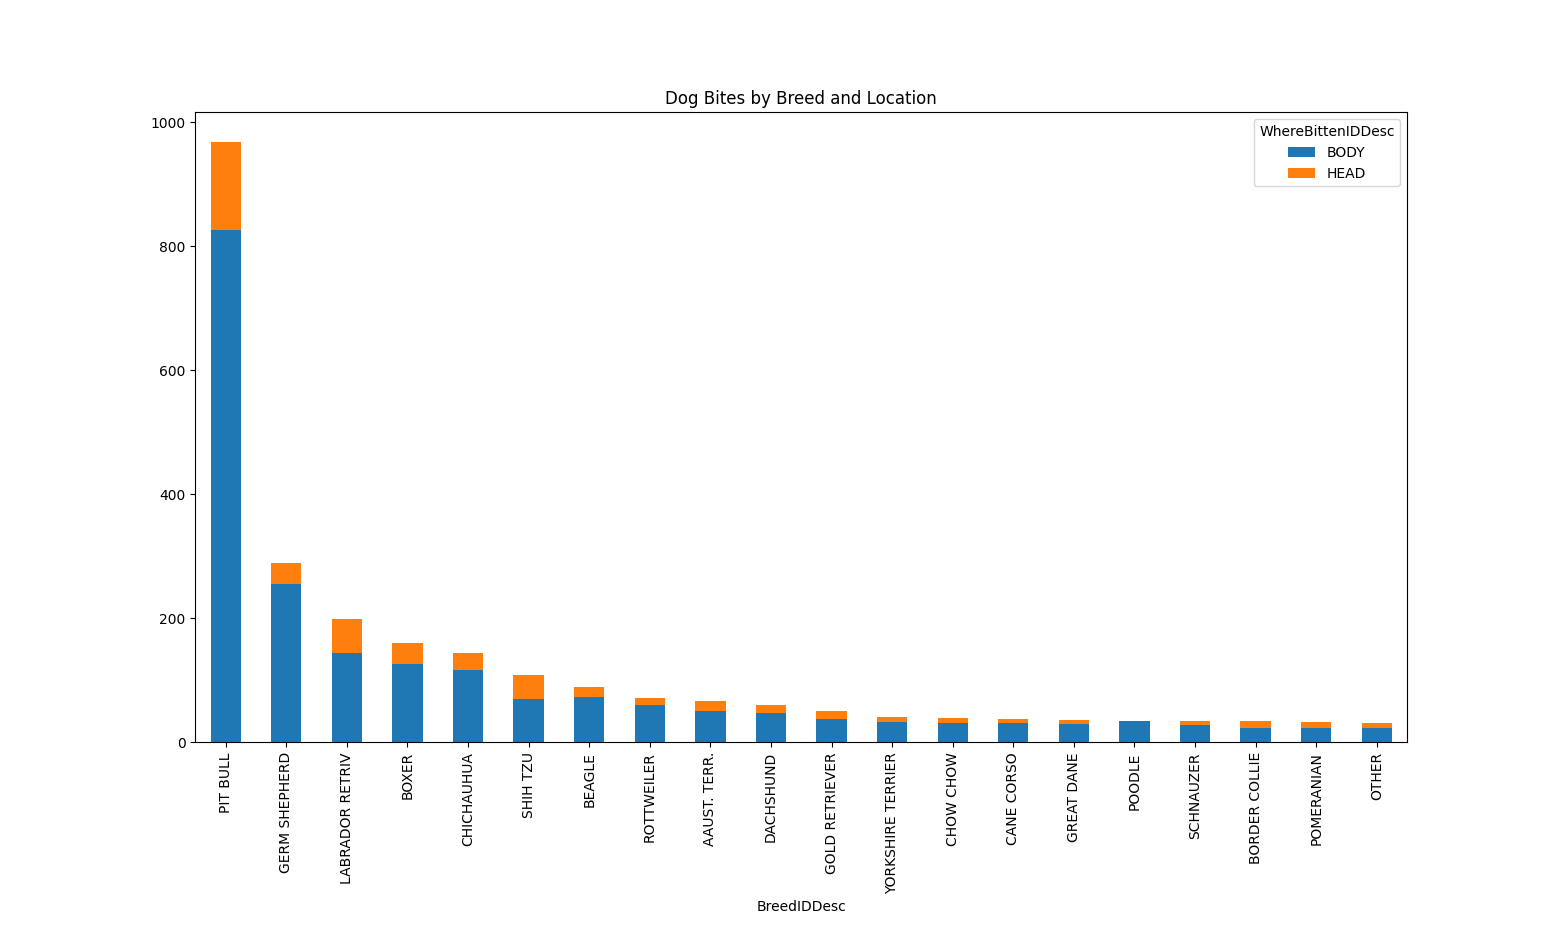 Dog Bites by Breed and Location
1000
800
600
400
200
0
WhereBittenIDDesc
BODY
HEAD
PIT BULL
GERM SHEPHERD
LABRADOR RETRIV
BOXER
CHICHAUHUA
SHIH TZU
BEAGLE
ROTTWEILER
AAUST. TERR.
DACHSHUND
GOLD RETRIEVER
YORKSHIRE TERRIER
CHOW CHOW
CANE CORSO
GREAT DANE
POODLE
SCHNAUZER
BORDER COLLIE
POMERANIAN
OTHER
BreedIDDesc